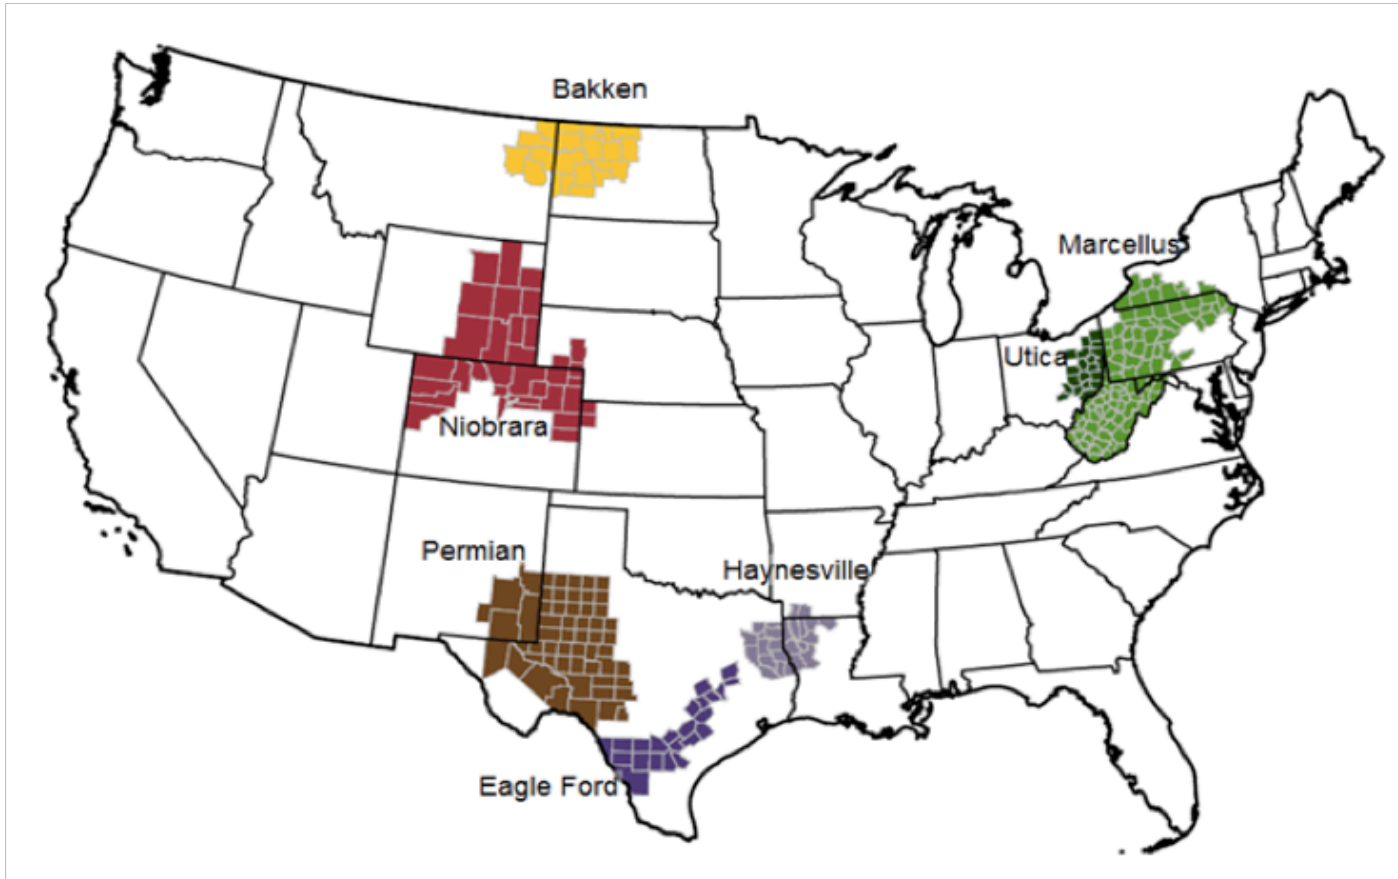 Bakken
Marcellus
Utica
Niobrara
Permian
Haynesville
Eagle Ford